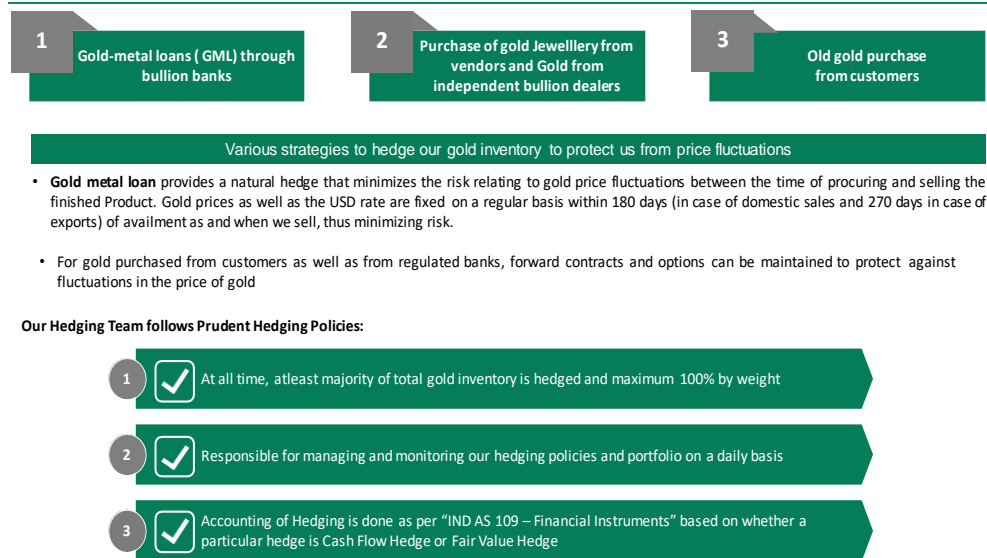 1
Gold-metal loans ( GML) through
bullion banks
2
Purchase of gold Jewelllery from
vendors and Gold from
independent bullion dealers
3
Old gold purchase
from customers
Various strategies to hedge our gold inventory to protect us from price fluctuations
• Gold metal loan provides a natural hedge that minimizes the risk relating to gold price fluctuations between the time of procuring and selling the
finished Product. Gold prices as well as the USD rate are fixed on a regular basis within 180 days (in case of domestic sales and 270 days in case of
exports) of availment as and when we sell, thus minimizing risk.
• For gold purchased from customers as well as from regulated banks, forward contracts and options can be maintained to protect against
fluctuations in the price of gold
Our Hedging Team follows Prudent Hedging Policies:
1
At all time, atleast majority of total gold inventory is hedged and maximum 100% by weight
2
Responsible for managing and monitoring our hedging policies and portfolio on a daily basis
3
Accounting of Hedging is done as per “IND AS 109 – Financial Instruments” based on whether a
particular hedge is Cash Flow Hedge or Fair Value Hedge